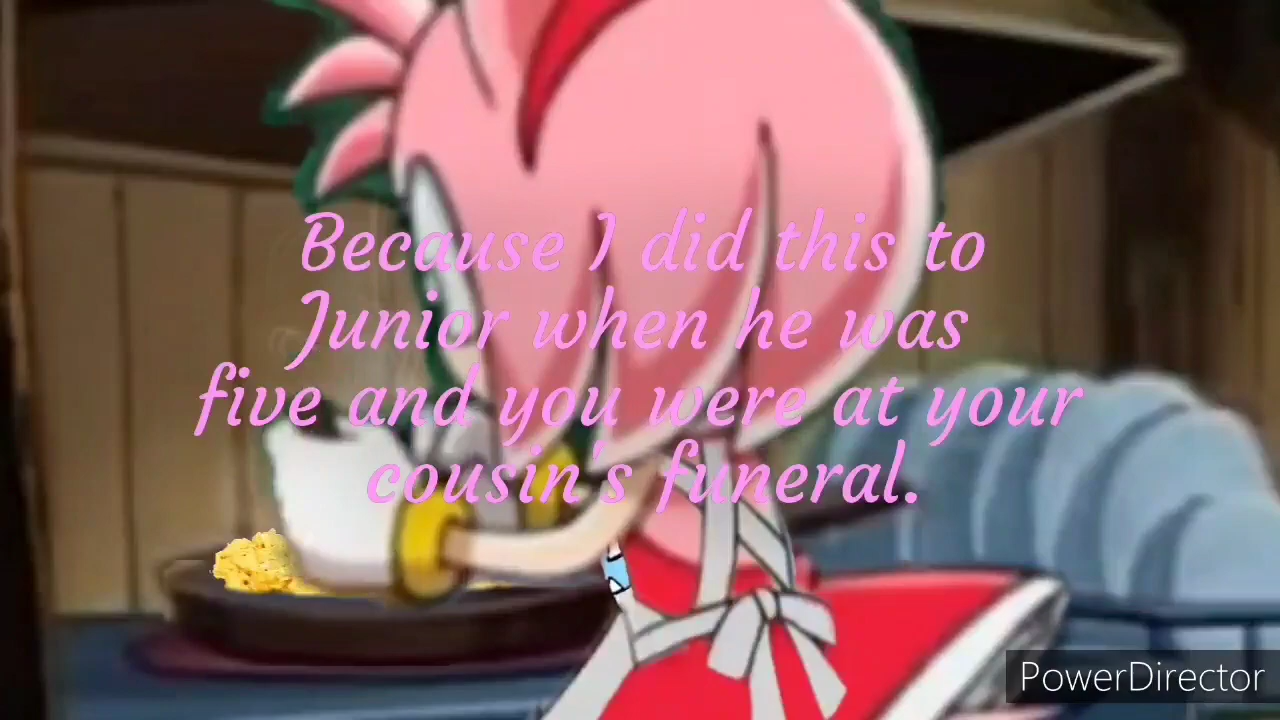 Because I did this to
Junior when he was
five and you were at your
cousin's funeral.
PowerDirector